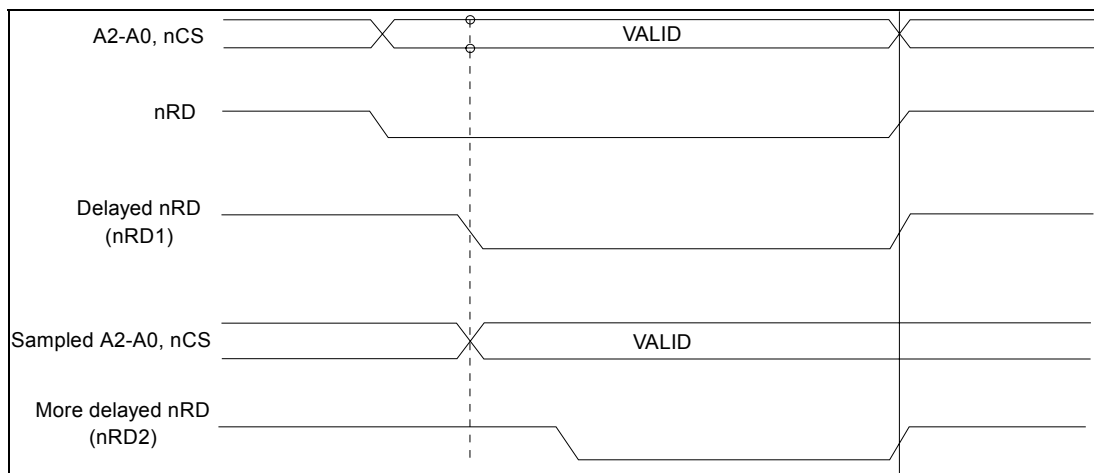 A2-A0, nCS
VALID
nRD
Delayed nRD
(nRD1)
Sampled A2-A0, nCS
VALID
More delayed nRD
(nRD2)